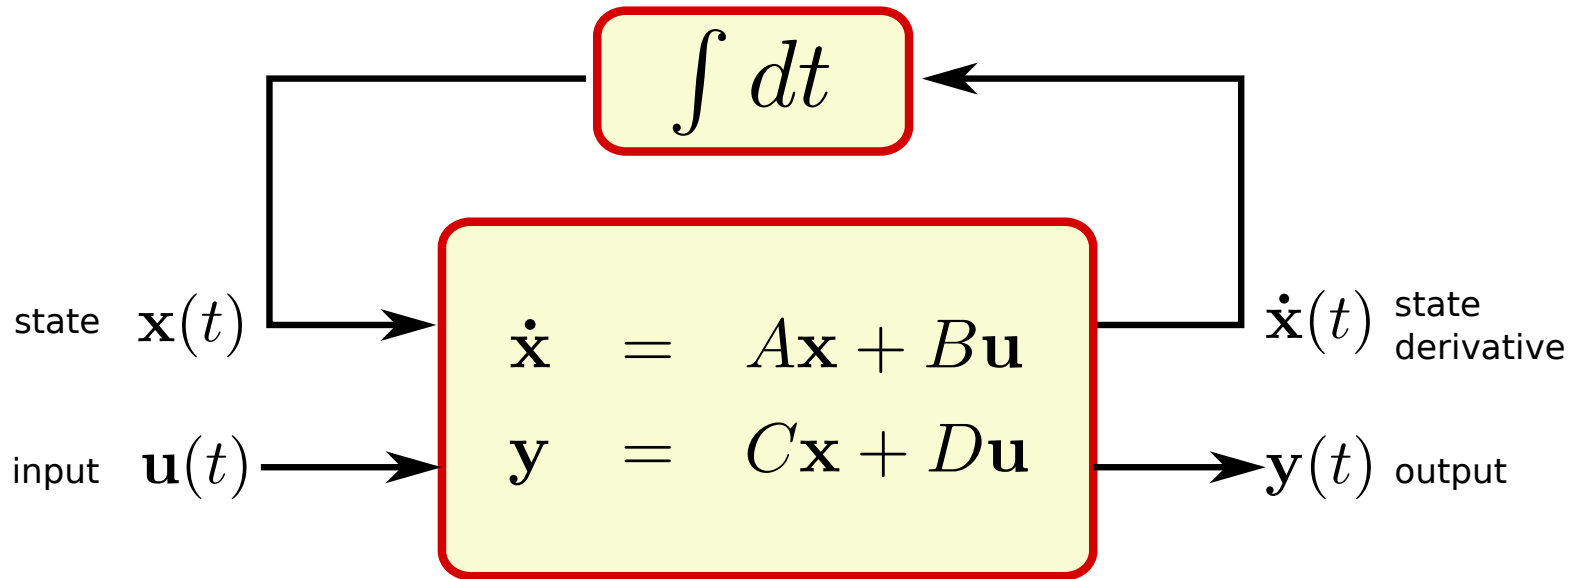 ∫ dt
state x(t)
ẋ = Ax + Bu
ẋ(t) state
derivative
y = Cx + Du
input u(t)
y(t) output